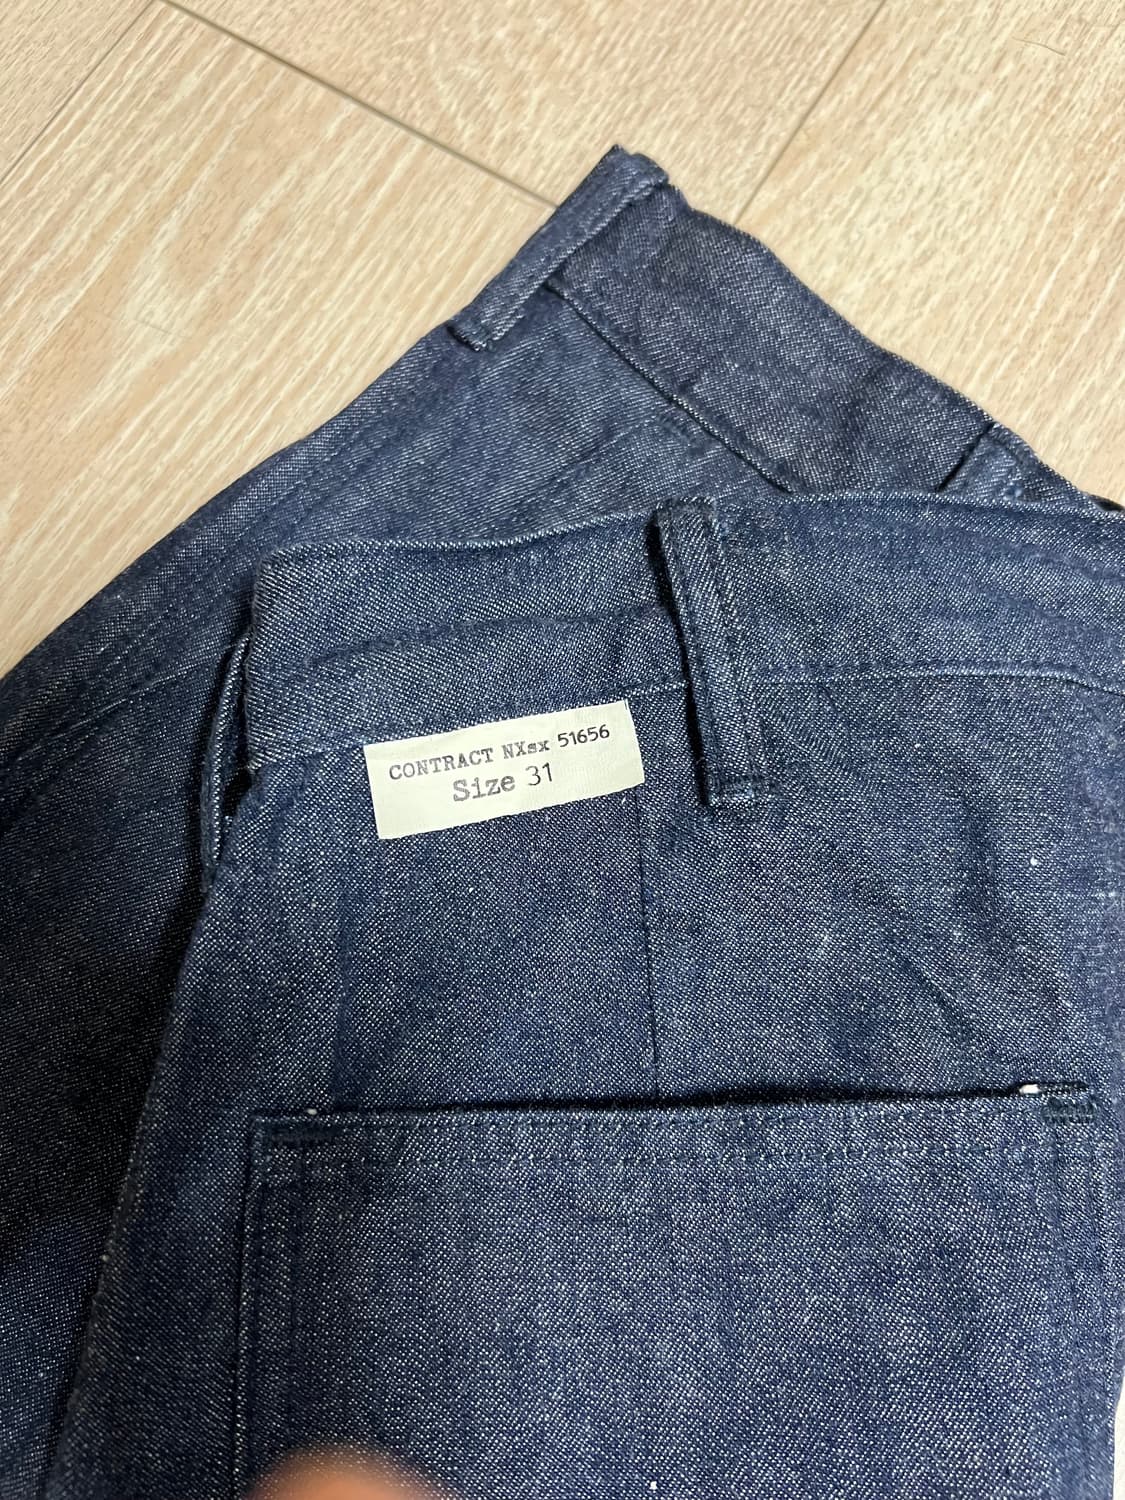 CONTRACT NXsx 51656
Size 31